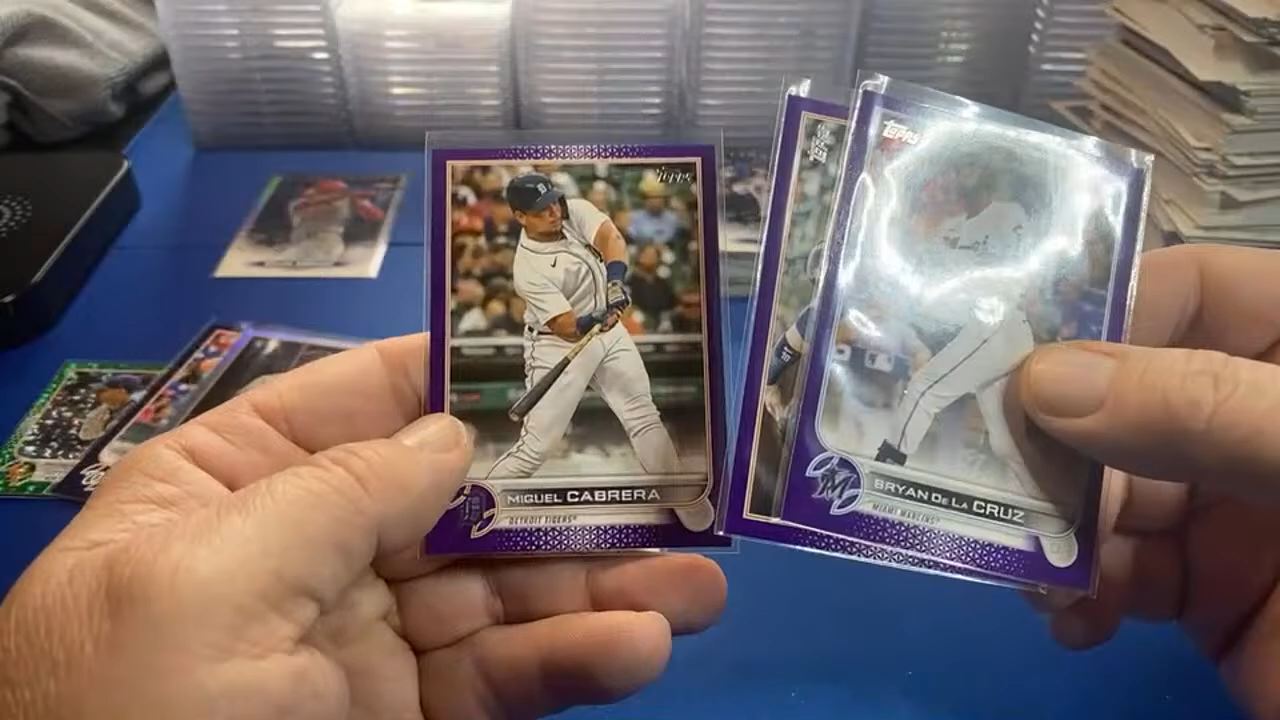 Topps
MIGUEL CABRERA
DETROIT TIGERS
Topps
BRYAN DE LA CRUZ
MIAMI MARLINS